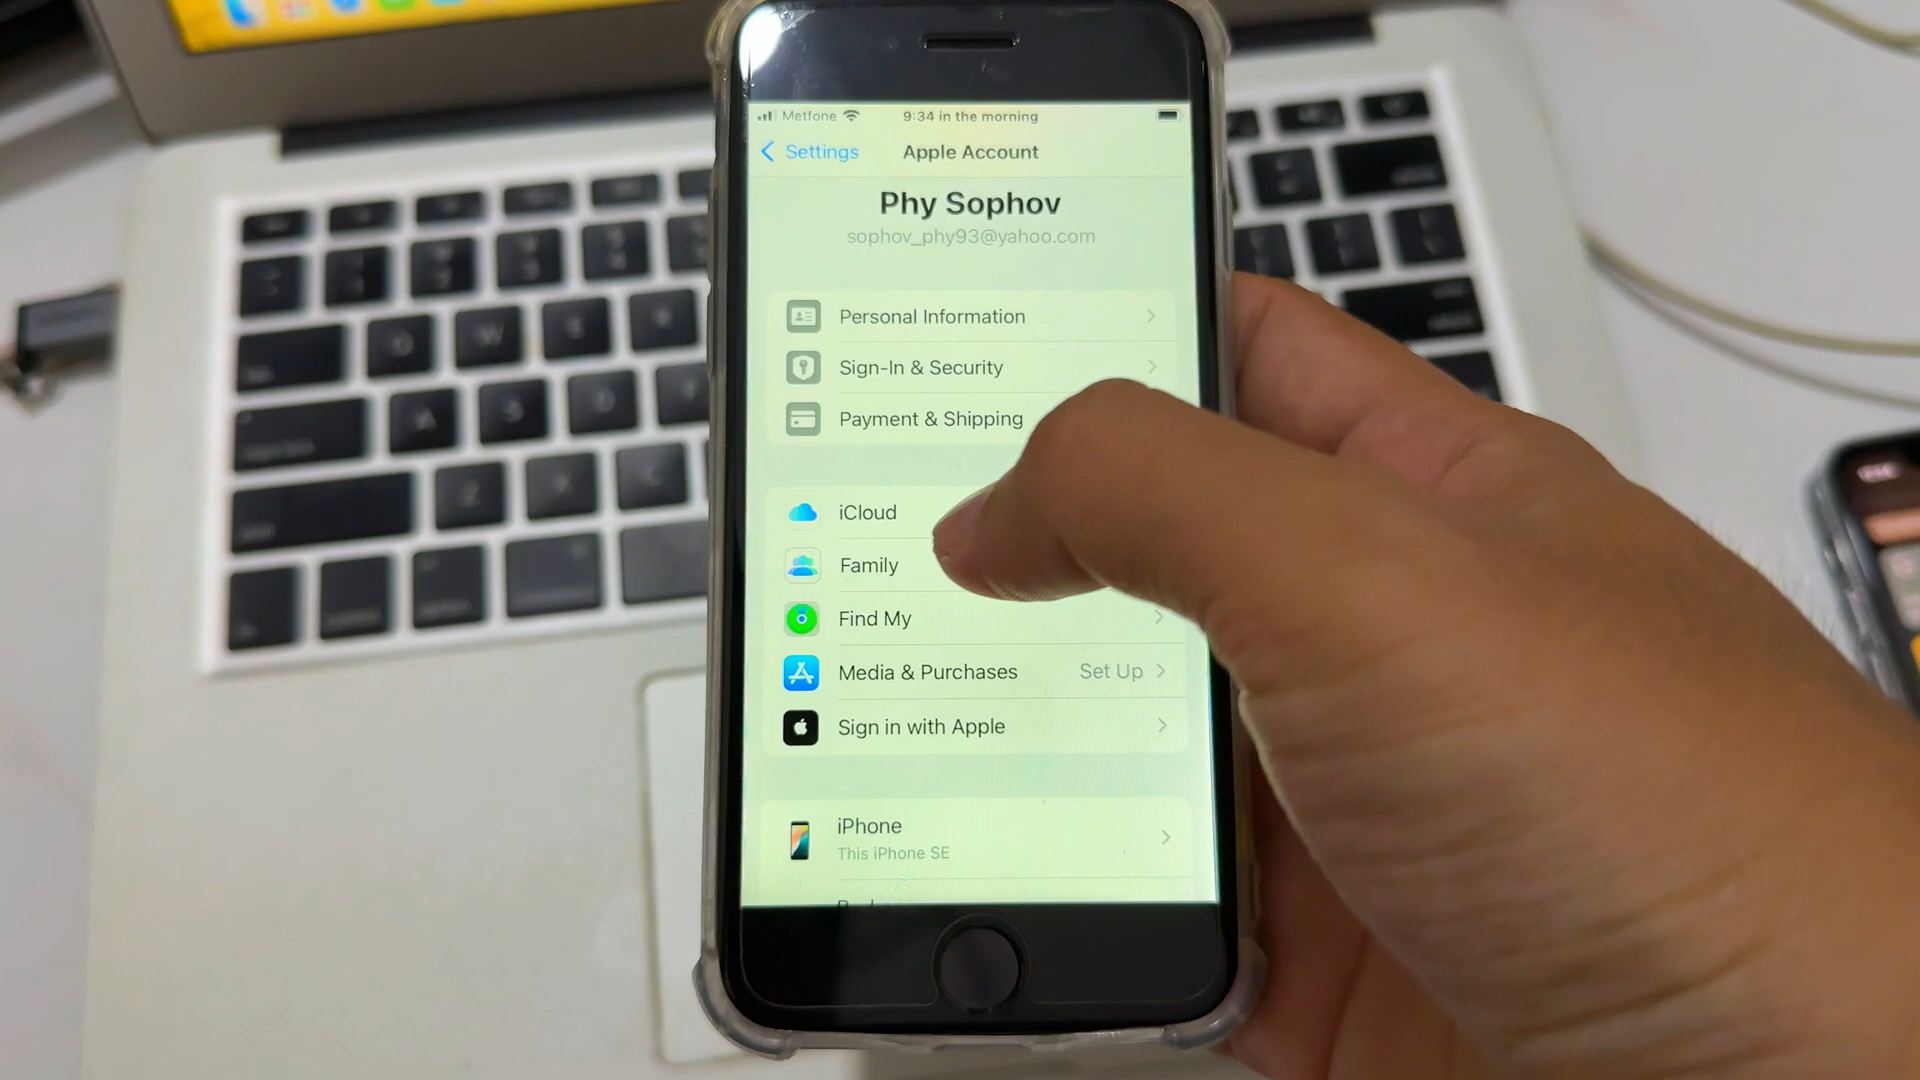 Metfone
9:34 in the morning
Settings
Apple Account
Phy Sophov
sophov_phy93@yahoo.com
Personal Information
Sign-In & Security
Payment & Shipping
iCloud
Family
Find My
Media & Purchases
Set Up
Sign in with Apple
iPhone
This iPhone SE
Q
W
E
R
A
S
D
F
Z
X
C